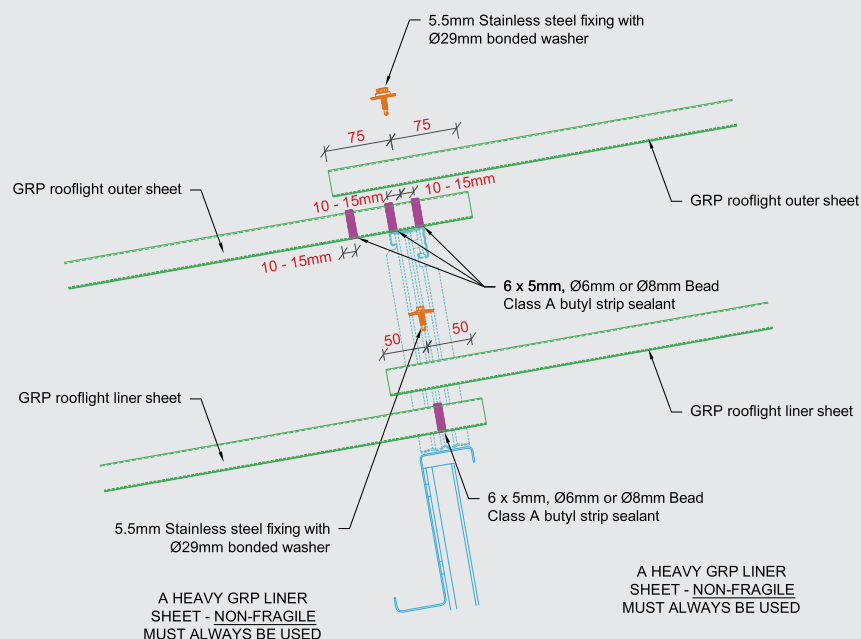 5.5mm Stainless steel fixing with
Ø29mm bonded washer
75
75
GRP rooflight outer sheet
10 - 15mm
10 - 15mm
GRP rooflight outer sheet
10 - 15mm
6 x 5mm, Ø6mm or Ø8mm Bead
Class A butyl strip sealant
50
50
GRP rooflight liner sheet
GRP rooflight liner sheet
6 x 5mm, Ø6mm or Ø8mm Bead
Class A butyl strip sealant
5.5mm Stainless steel fixing with
Ø29mm bonded washer
A HEAVY GRP LINER
SHEET - NON-FRAGILE
MUST ALWAYS BE USED
A HEAVY GRP LINER
SHEET - NON-FRAGILE
MUST ALWAYS BE USED